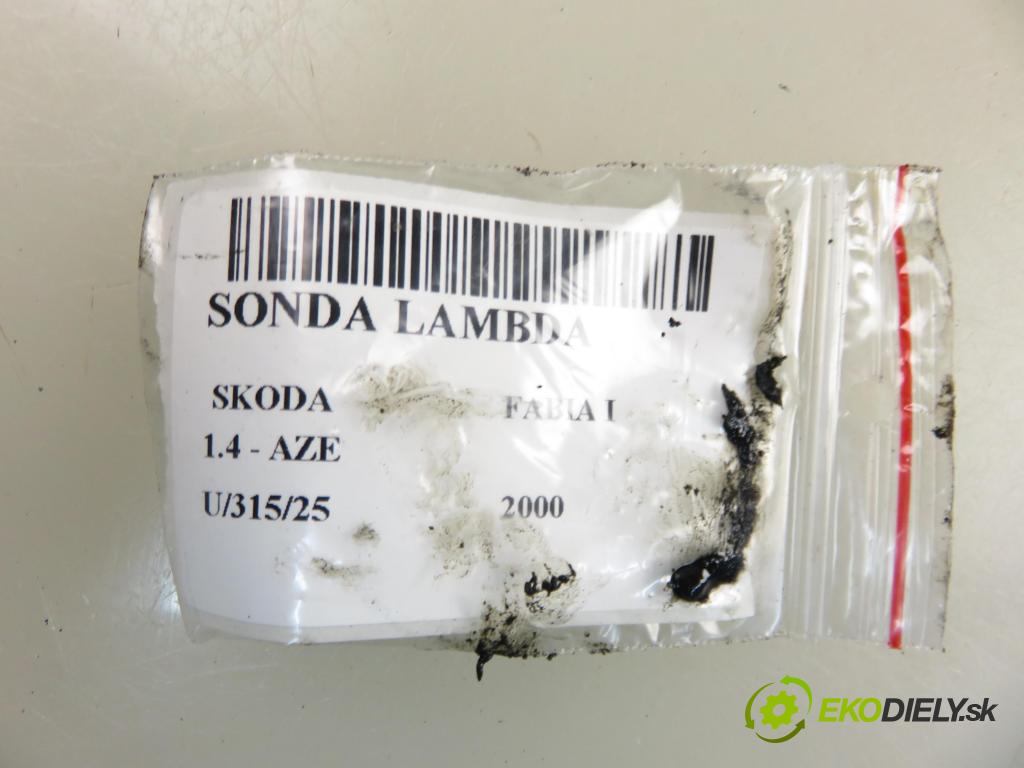 SONDA LAMBDA
SKODA FABIA I
1.4 - AZE
U/315/25 2000
EKODIELY.sk